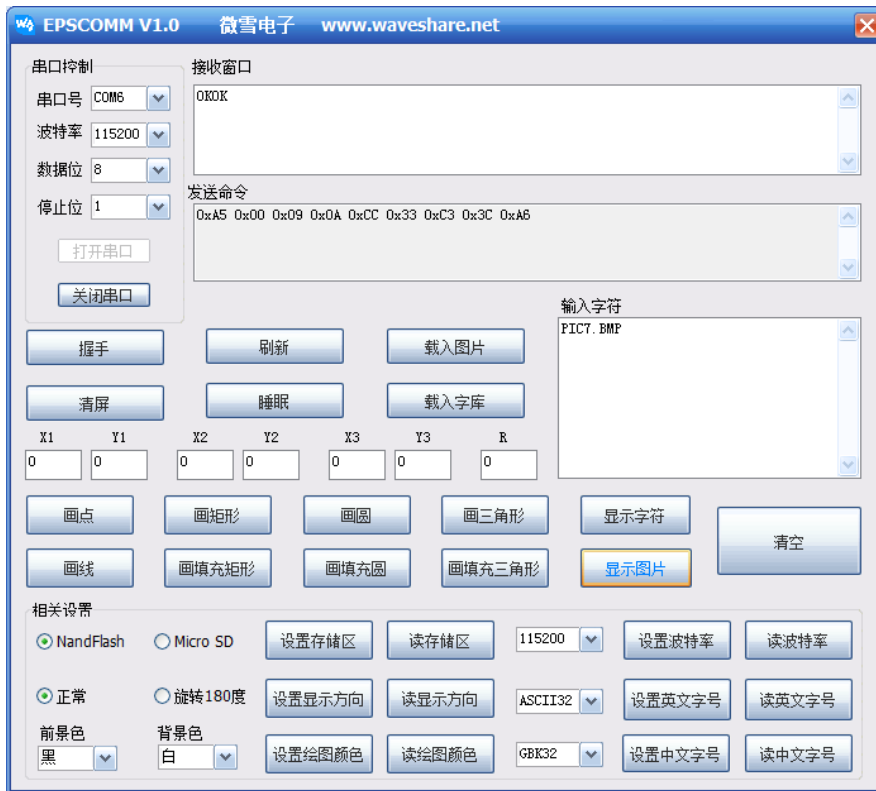 EPSCOMM V1.0 微雪电子 www.waveshare.net
串口控制
串口号 COM6
波特率 115200
数据位 8
停止位 1
打开串口
关闭串口
接收窗口
OKOK
发送命令
0xA5 0x00 0x09 0x0A 0xCC 0x33 0xC3 0x3C 0xA6
输入字符
PIC7.BMP
握手 刷新 载入图片
清屏 睡眠 载入字库
X1 Y1 X2 Y2 X3 Y3 R
0 0 0 0 0 0 0
画点 画矩形 画圆 画三角形 显示字符
清空
画线 画填充矩形 画填充圆 画填充三角形 显示图片
相关设置
NandFlash Micro SD 设置存储区 读存储区 115200 设置波特率 读波特率
正常 旋转180度 设置显示方向 读显示方向 ASCII32 设置英文字号 读英文字号
前景色 背景色
黑 白 设置绘图颜色 读绘图颜色 GBK32 设置中文字号 读中文字号